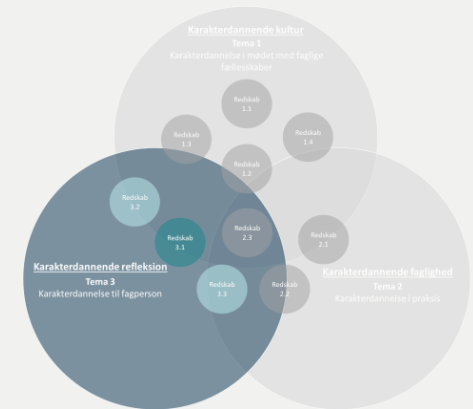 Karakterdannende kultur
Tema 1
Karakterdannelse i mødet med faglige
fællesskaber
Redskab
1.1
Redskab
1.3
Redskab
1.4
Redskab
1.2
Redskab
3.2
Redskab
3.1
Redskab
2.3
Redskab
2.1
Karakterdannende refleksion
Tema 3
Karakterdannelse til fagperson
Redskab
3.3
Redskab
2.2
Karakterdannende faglighed
Tema 2
Karakterdannelse i praksis